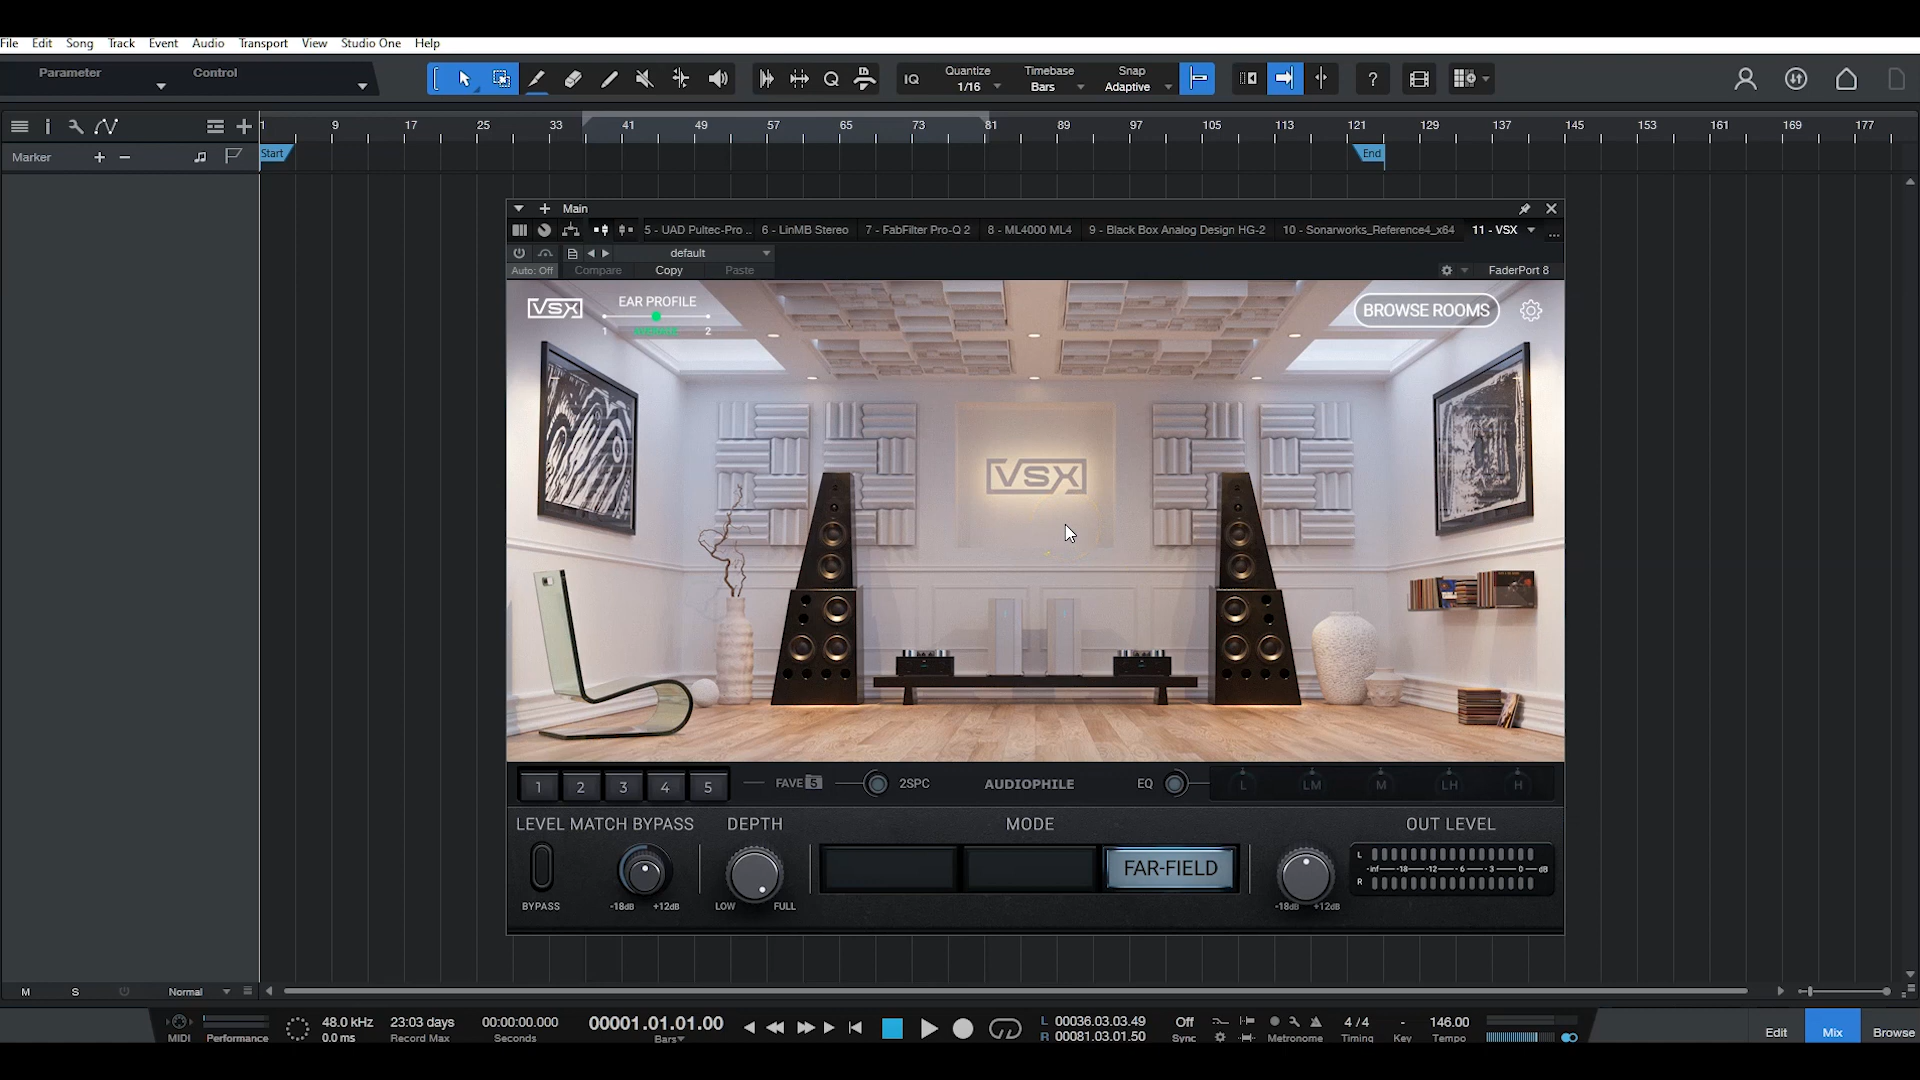 File Edit Song Track Event Audio Transport View Studio One Help
Parameter Control
IQ Quantize 1/16 Timebase Bars Snap Adaptive ?
1 9 17 25 33 41 49 57 65 73 81 89 97 105 113 121 129 137 145 153 161 169 177
Marker + − Start End
Main
5 - UAD Pultec-Pro .. 6 - LinMB Stereo 7 - FabFilter Pro-Q 2 8 - ML4000 ML4 9 - Black Box Analog Design HG-2 10 - Sonarworks_Reference4_x64 11 - VSX ...
default
Auto: Off Compare Copy Paste FaderPort 8
VSX EAR PROFILE BROWSE ROOMS
1 AVERAGE 2
VSX
1 2 3 4 5 FAVE 5 2SPC AUDIOPHILE EQ L LM M LH H
LEVEL MATCH BYPASS DEPTH MODE OUT LEVEL
FAR-FIELD
L
-inf -18 -12 -6 -3 0 dB
R
BYPASS -18dB +12dB LOW FULL -18dB +12dB
M S Normal
48.0 kHz 23:03 days 00:00:00.000 00001.01.01.00 L 00036.03.03.49 Off 4 / 4 - 146.00
MIDI Performance 0.0 ms Record Max Seconds Bars R 00081.03.01.50 Sync Metronome Timing Key Tempo
Edit Mix Browse